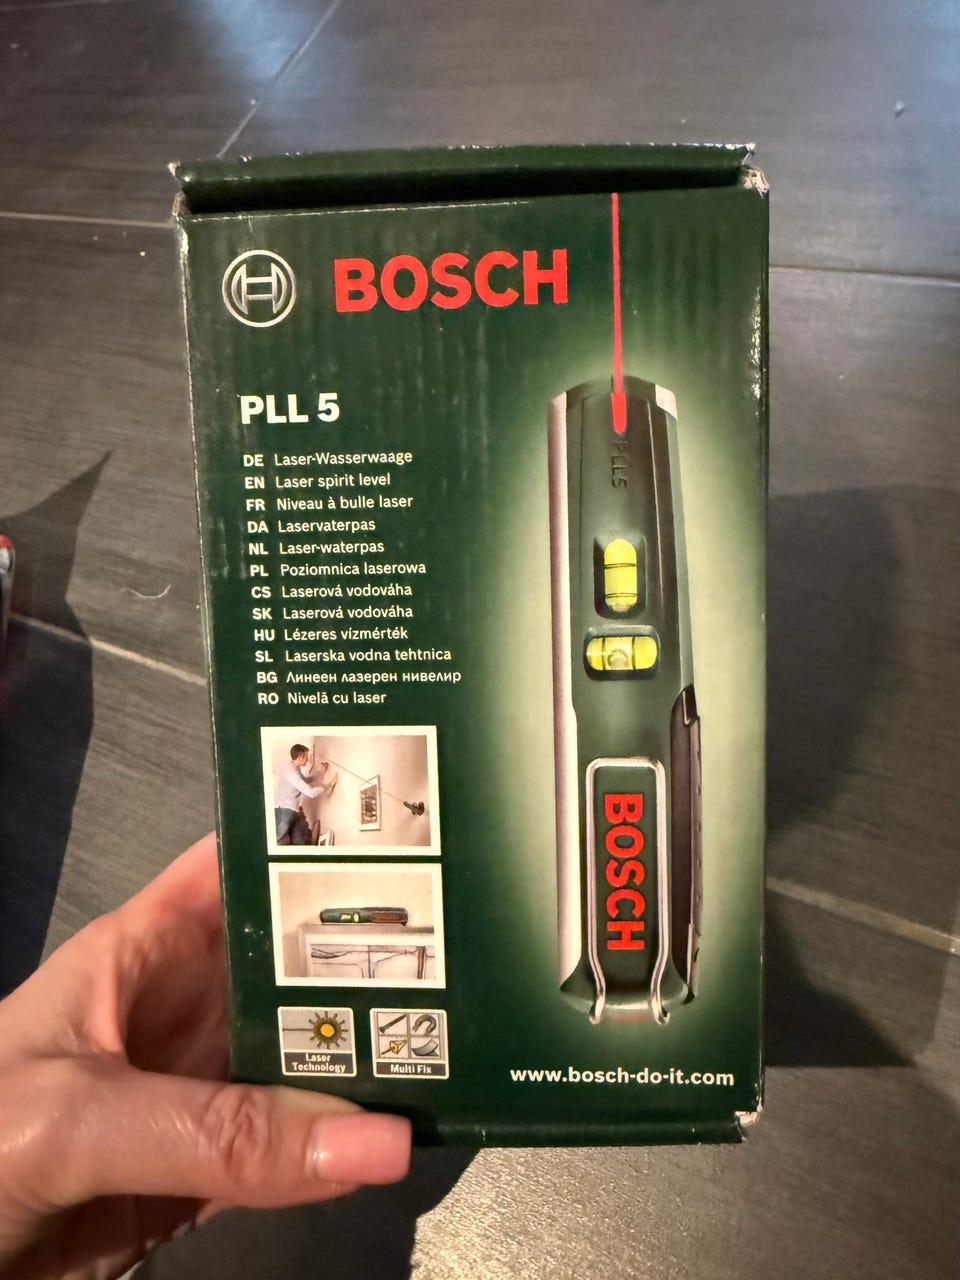 BOSCH
PLL 5
DE Laser-Wasserwaage
EN Laser spirit level
FR Niveau à bulle laser
DA Laservaterpas
NL Laser-waterpas
PL Poziomnica laserowa
CS Laserová vodováha
SK Laserová vodováha
HU Lézeres vízmérték
SL Laserska vodna tehtnica
BG Линеен лазерен нивелир
RO Nivelă cu laser
PLL5
BOSCH
Laser
Technology
Multi Fix
www.bosch-do-it.com